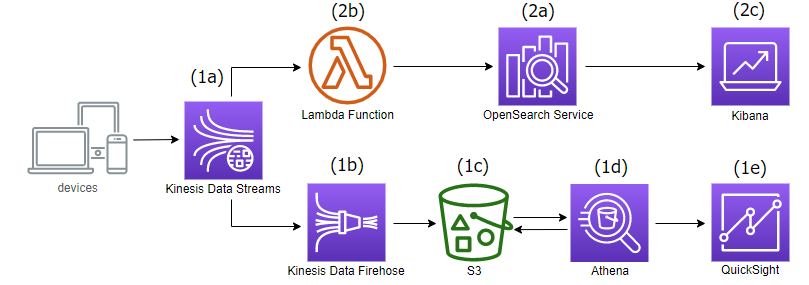 (2b)
(2a)
(2c)
(1a)
Lambda Function
OpenSearch Service
Kibana
devices
Kinesis Data Streams
(1b)
(1c)
(1d)
(1e)
Kinesis Data Firehose
S3
Athena
QuickSight